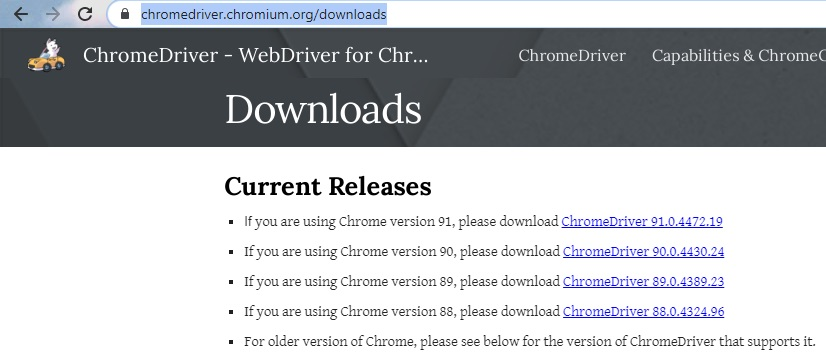 chromedriver.chromium.org/downloads
ChromeDriver - WebDriver for Chr...
ChromeDriver
Capabilities & ChromeO
Downloads
Current Releases
If you are using Chrome version 91, please download ChromeDriver 91.0.4472.19
If you are using Chrome version 90, please download ChromeDriver 90.0.4430.24
If you are using Chrome version 89, please download ChromeDriver 89.0.4389.23
If you are using Chrome version 88, please download ChromeDriver 88.0.4324.96
For older version of Chrome, please see below for the version of ChromeDriver that supports it.